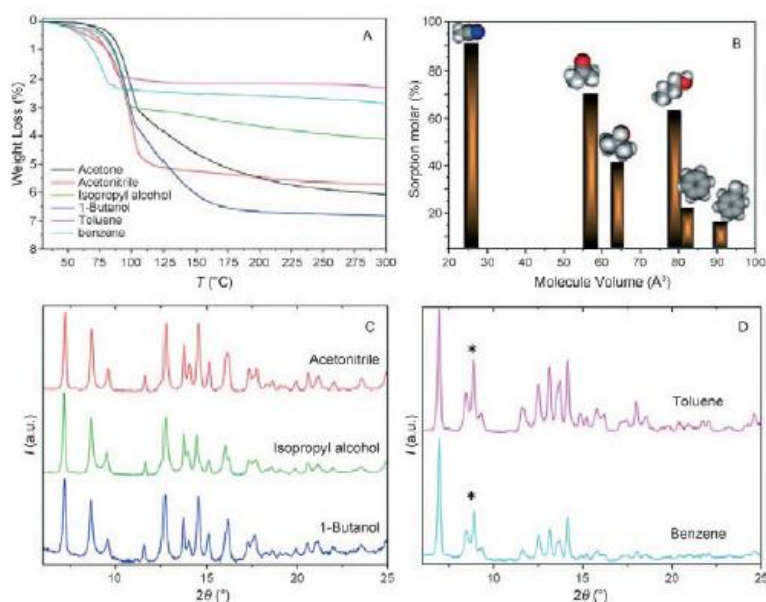 A
Weight Loss (%)
0
1
2
3
4
5
6
7
8
Acetone
Acetonitrile
Isopropyl alcohol
1-Butanol
Toluene
benzene
50 75 100 125 150 175 200 225 250 275 300
T (°C)
B
Sorption molar (%)
100
80
60
40
20
20 30 40 50 60 70 80 90 100
Molecule Volume (Å³)
C
I (a.u.)
Acetonitrile
Isopropyl alcohol
1-Butanol
10 15 20 25
2θ (°)
D
I (a.u.)
*
Toluene
*
Benzene
10 15 20 25
2θ (°)